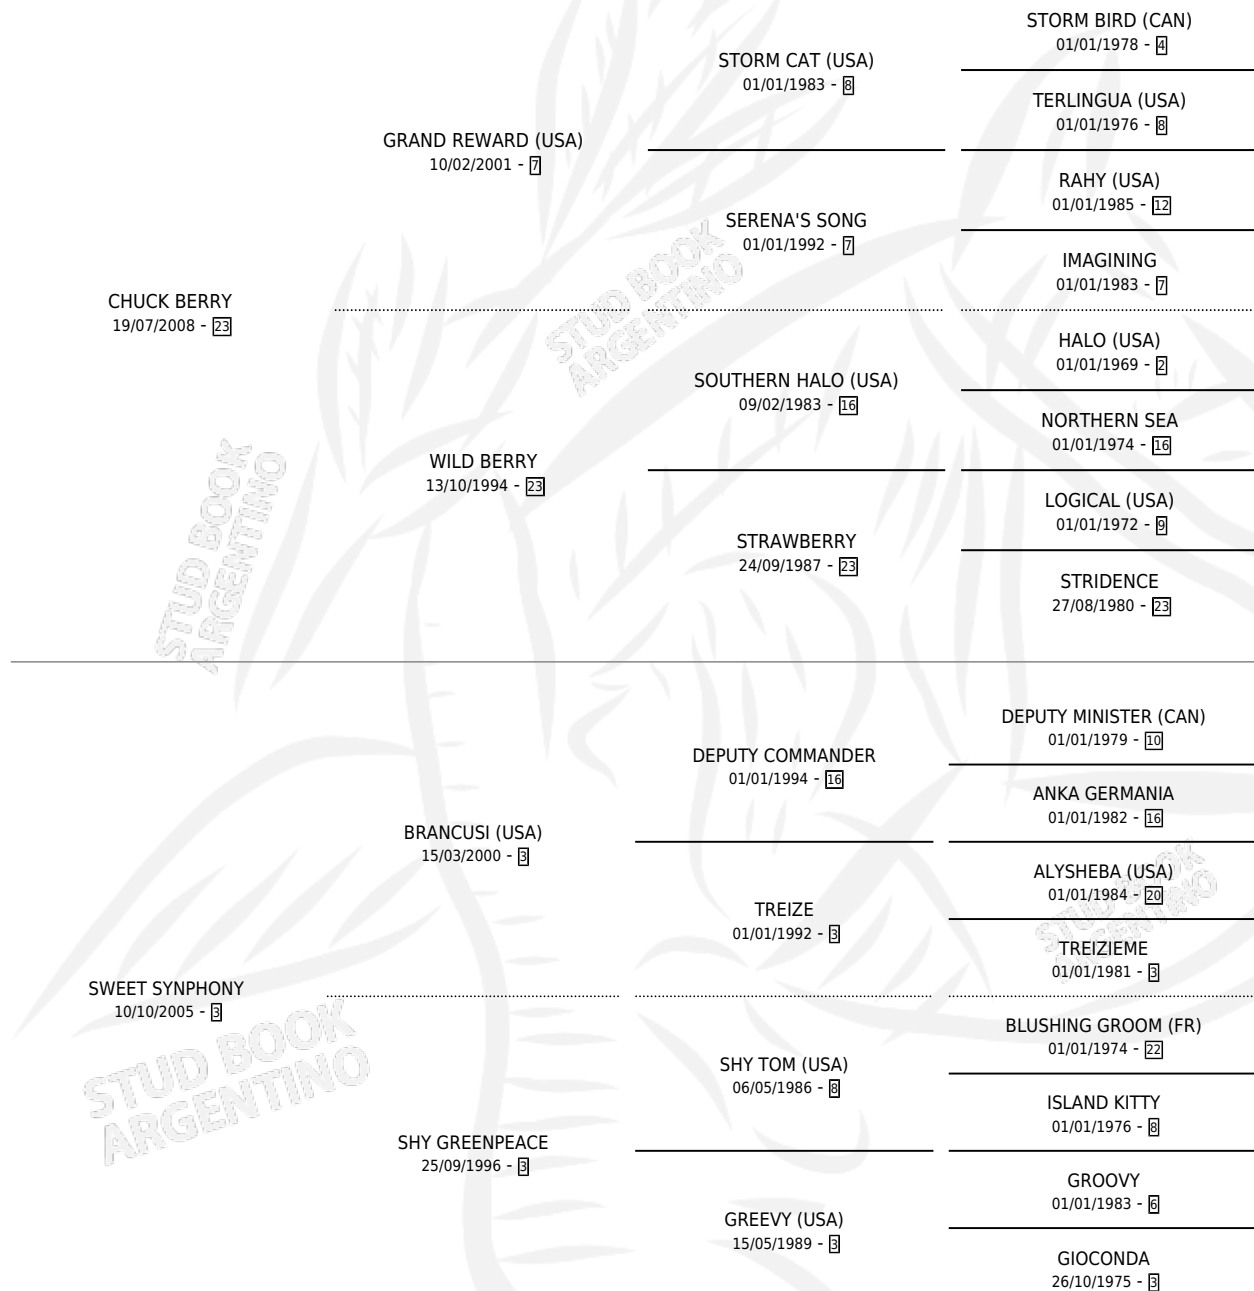 STORM BIRD (CAN)
01/01/1978 - 4
STORM CAT (USA)
01/01/1983 - 8
TERLINGUA (USA)
01/01/1976 - 8
GRAND REWARD (USA)
10/02/2001 - 7
RAHY (USA)
01/01/1985 - 12
SERENA'S SONG
01/01/1992 - 7
IMAGINING
01/01/1983 - 7
CHUCK BERRY
19/07/2008 - 23
HALO (USA)
01/01/1969 - 2
SOUTHERN HALO (USA)
09/02/1983 - 16
NORTHERN SEA
01/01/1974 - 16
WILD BERRY
13/10/1994 - 23
LOGICAL (USA)
01/01/1972 - 9
STRAWBERRY
24/09/1987 - 23
STRIDENCE
27/08/1980 - 23
DEPUTY MINISTER (CAN)
01/01/1979 - 10
DEPUTY COMMANDER
01/01/1994 - 16
ANKA GERMANIA
01/01/1982 - 16
BRANCUSI (USA)
15/03/2000 - 3
ALYSHEBA (USA)
01/01/1984 - 20
TREIZE
01/01/1992 - 3
TREIZIEME
01/01/1981 - 3
SWEET SYNPHONY
10/10/2005 - 3
BLUSHING GROOM (FR)
01/01/1974 - 22
SHY TOM (USA)
06/05/1986 - 8
ISLAND KITTY
01/01/1976 - 8
SHY GREENPEACE
25/09/1996 - 3
GROOVY
01/01/1983 - 6
GREEVY (USA)
15/05/1989 - 3
GIOCONDA
26/10/1975 - 3
STUD BOOK
ARGENTINO
STUD BOOK
ARGENTINO
STUD BOOK
ARGENTINO
STUD BOOK
ARGENTINO